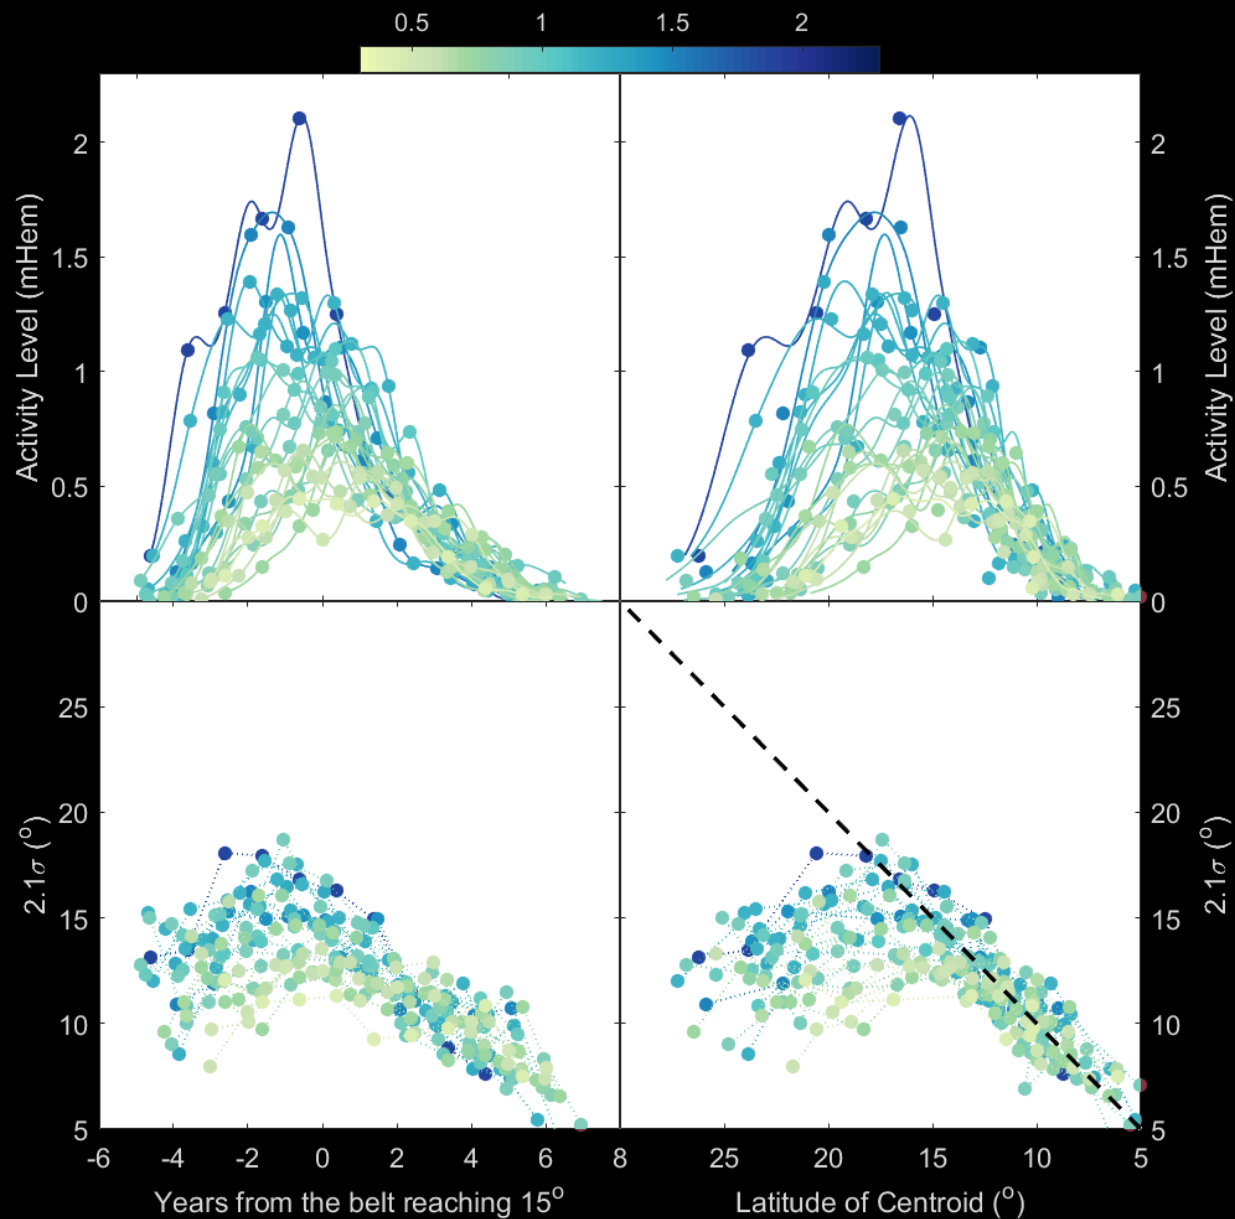 0.5 1 1.5 2
2 2
1.5 1.5
1 1
0.5 0.5
0 0
Activity Level (mHem)
Activity Level (mHem)
25 25
20 20
15 15
10 10
5 5
2.1σ (º)
2.1σ (º)
-6 -4 -2 0 2 4 6 8 25 20 15 10 5
Years from the belt reaching 15º
Latitude of Centroid (º)